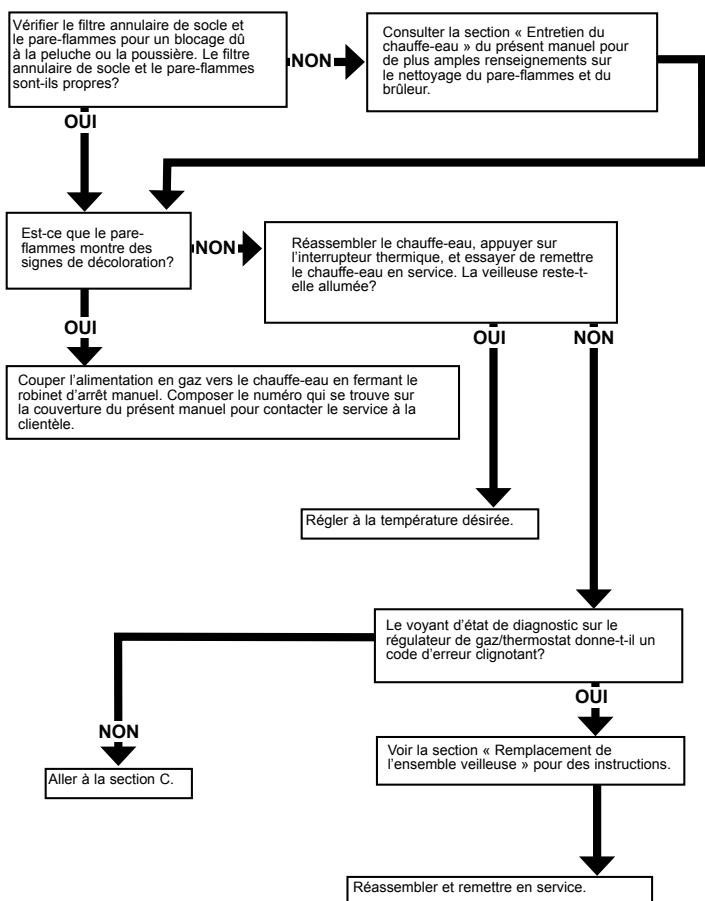 Vérifier le filtre annulaire de socle et
le pare-flammes pour un blocage dû
à la peluche ou la poussière. Le filtre
annulaire de socle et le pare-flammes
sont-ils propres?
NON
Consulter la section « Entretien du
chauffe-eau » du présent manuel pour
de plus amples renseignements sur
le nettoyage du pare-flammes et du
brûleur.
OUI
Est-ce que le pare-
flammes montre des
signes de décoloration?
NON
Réassembler le chauffe-eau, appuyer sur
l'interrupteur thermique, et essayer de remettre
le chauffe-eau en service. La veilleuse reste-t-
elle allumée?
OUI
OUI
NON
Couper l'alimentation en gaz vers le chauffe-eau en fermant le
robinet d'arrêt manuel. Composer le numéro qui se trouve sur
la couverture du présent manuel pour contacter le service à la
clientèle.
Régler à la température désirée.
Le voyant d'état de diagnostic sur le
régulateur de gaz/thermostat donne-t-il un
code d'erreur clignotant?
OUI
NON
Voir la section « Remplacement de
l'ensemble veilleuse » pour des instructions.
Aller à la section C.
Réassembler et remettre en service.